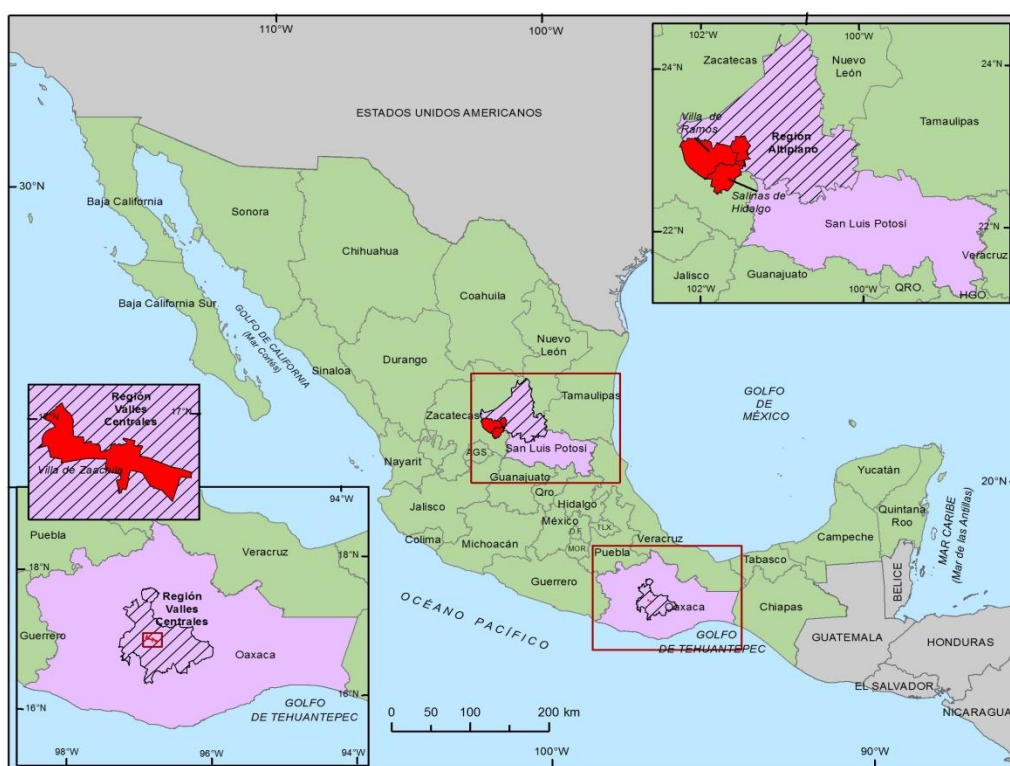 110°W
100°W
ESTADOS UNIDOS AMERICANOS
30°N
Baja California
Sonora
Chihuahua
Coahuila
Baja California Sur
GOLFO DE CALIFORNIA
(Mar Cortés)
Sinaloa
Durango
Nuevo
León
Tamaulipas
Zacatecas
San Luis Potosí
AGS.
Nayarit
Guanajuato
Jalisco
Qro.
Hidalgo
México
D.F.
TLX.
Colima
Michoacán
MOR.
Puebla
Veracruz
Guerrero
Oaxaca
Tabasco
Chiapas
Campeche
Yucatán
Quintana
Roo
GOLFO
DE
MÉXICO
20°N
MAR CARIBE
(Mar de las Antillas)
BELICE
GUATEMALA
HONDURAS
EL SALVADOR
NICARAGUA
OCÉANO PACÍFICO
GOLFO
DE TEHUANTEPEC
0 50 100 200 km
100°W
90°W
102°W
100°W
24°N
24°N
Zacatecas
Nuevo
León
Tamaulipas
Villa de
Ramos
Región
Altiplano
Salinas de
Hidalgo
San Luis Potosí
22°N
22°N
Veracruz
Jalisco
Guanajuato
QRO.
HGO.
102°W
100°W
Región
Valles
Centrales
17°N
Villa de Zaachila
94°W
Puebla
Veracruz
18°N
18°N
Región
Valles
Centrales
Guerrero
Oaxaca
16°N
16°N
GOLFO
DE TEHUANTEPEC
98°W
96°W
94°W